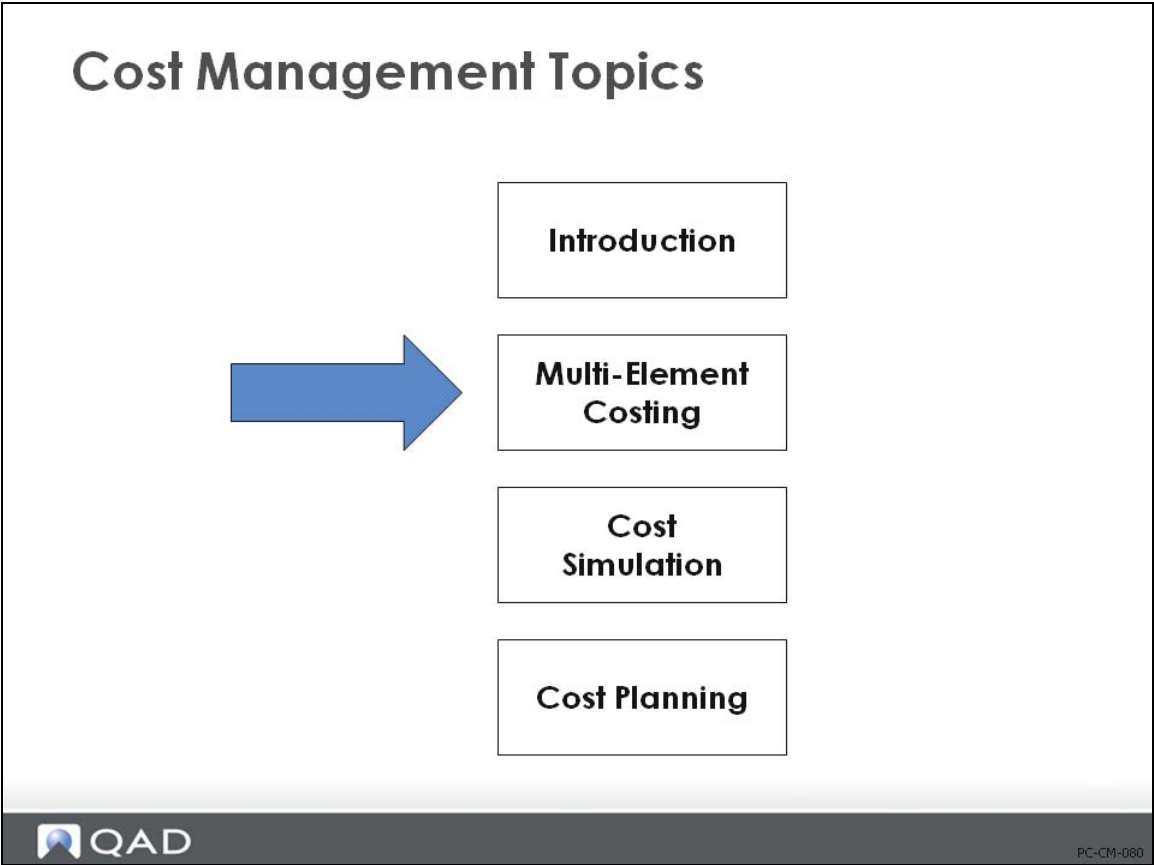 Cost Management Topics
Introduction
Multi-Element
Costing
Cost
Simulation
Cost Planning
QAD
PC-CM-080